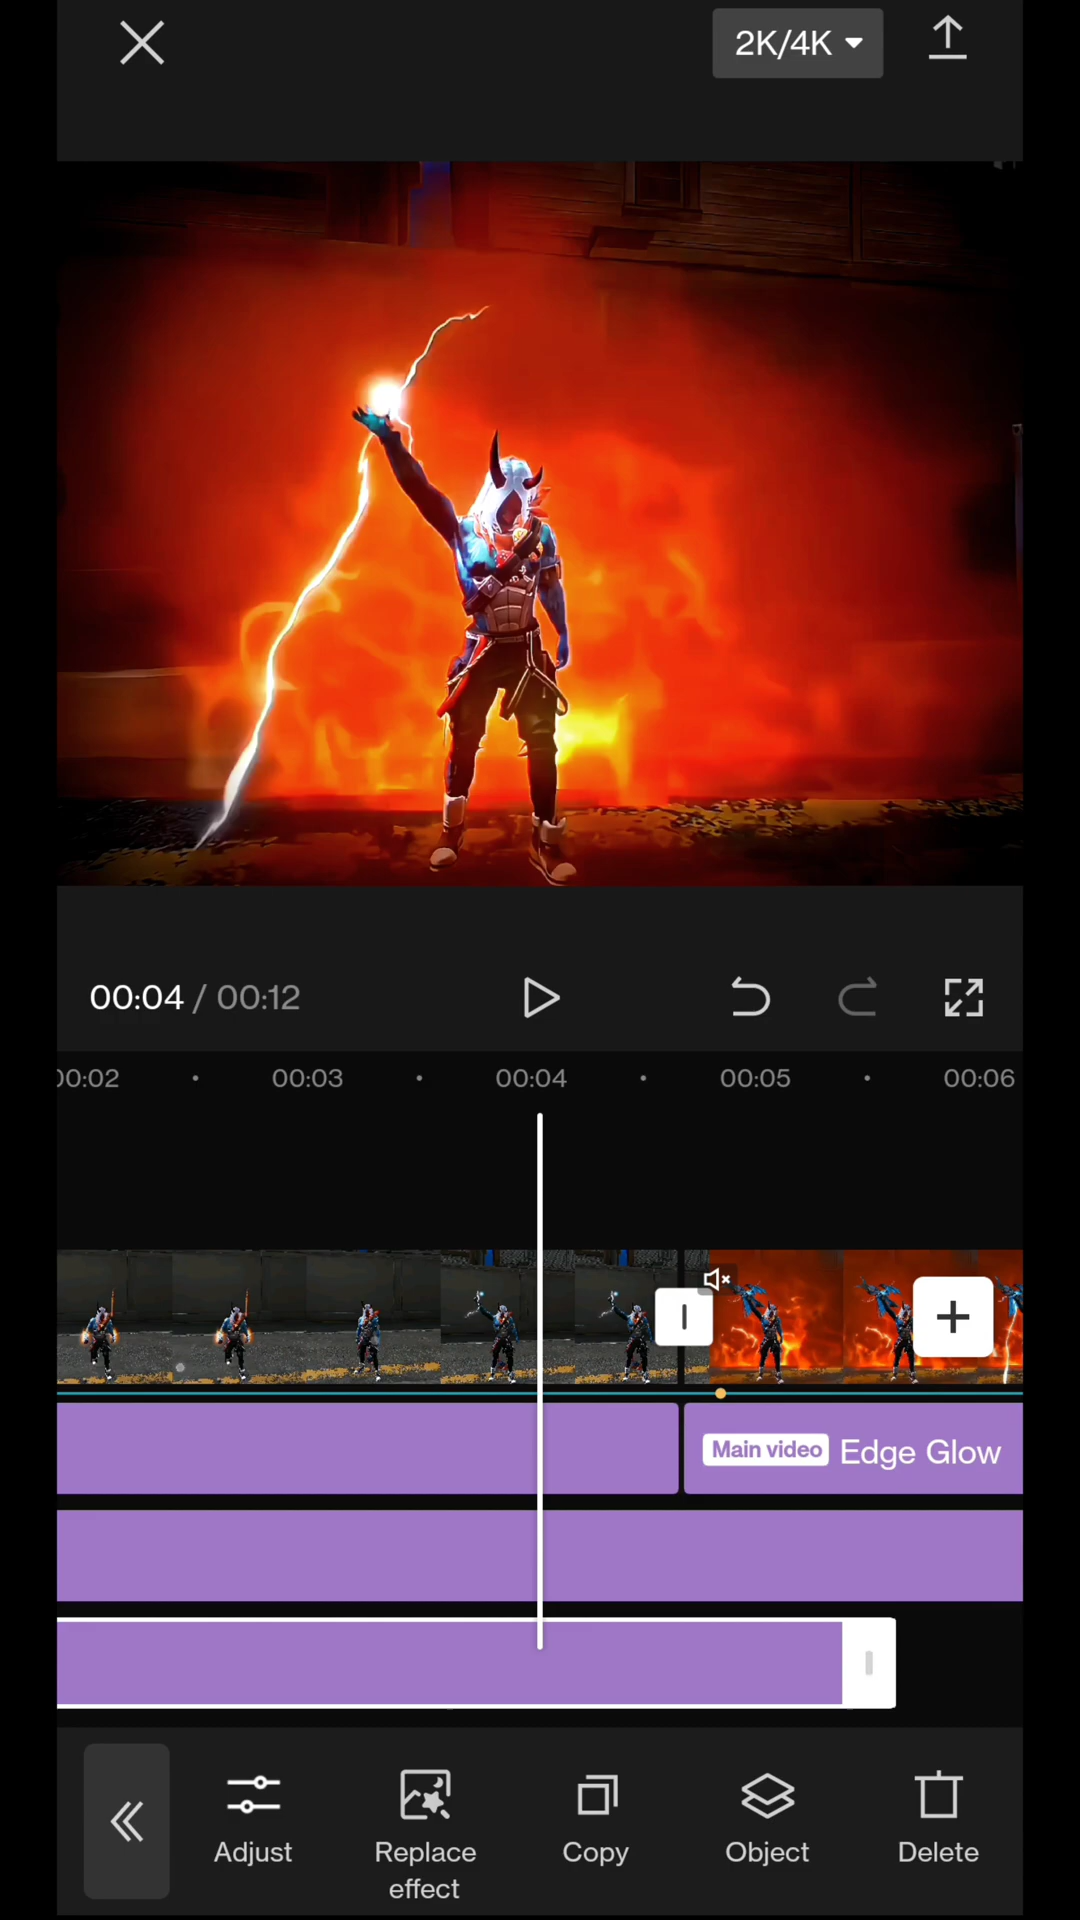 2K/4K
00:04 / 00:12
00:02 00:03 00:04 00:05 00:06
Main video Edge Glow
Adjust
Replace effect
Copy
Object
Delete